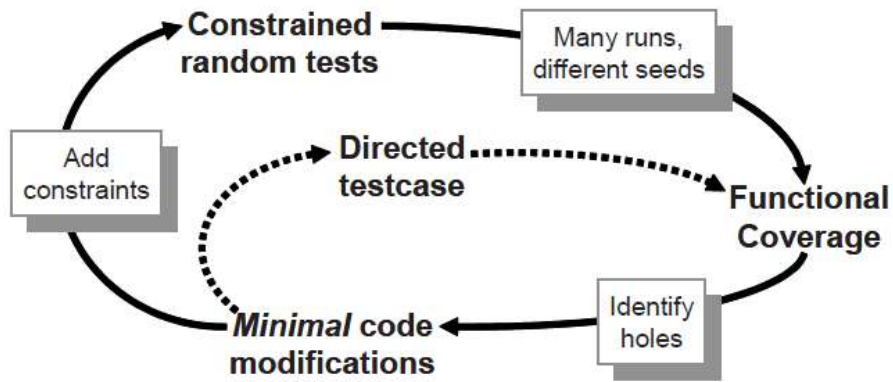 Constrained
random tests
Many runs,
different seeds
Add
constraints
Directed
testcase
Functional
Coverage
Identify
holes
Minimal code
modifications